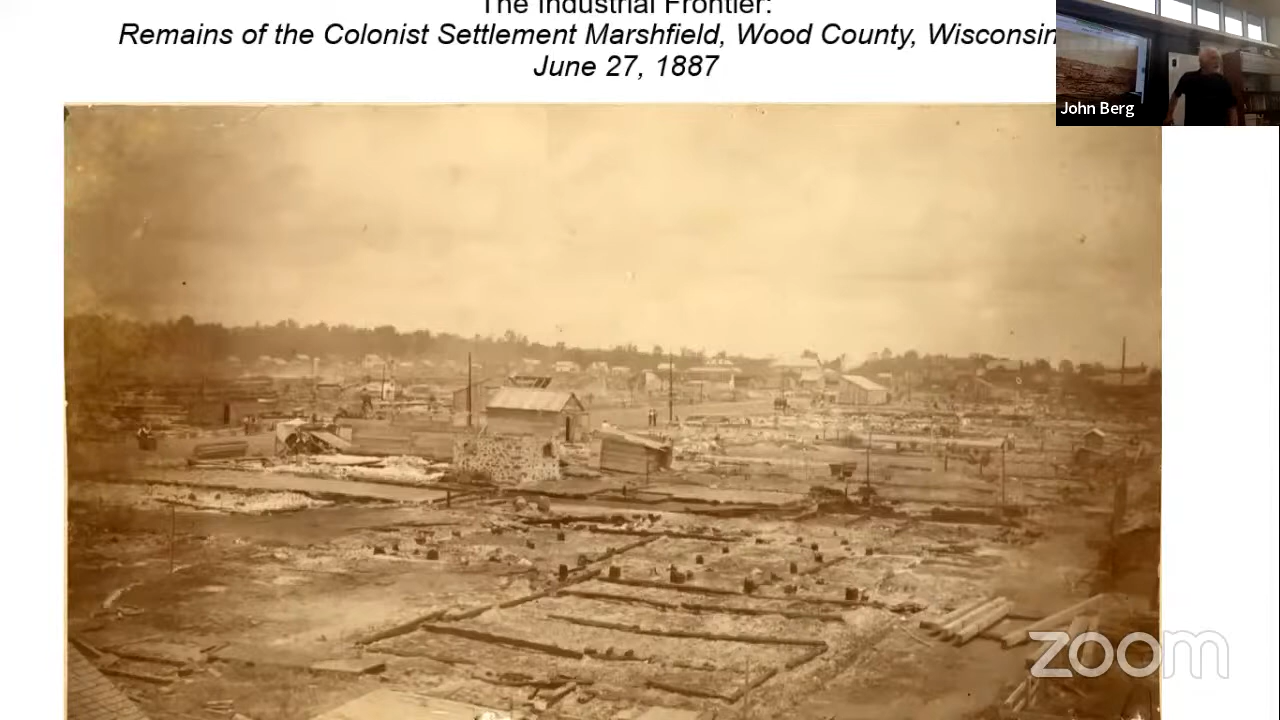 The Industrial Frontier:
Remains of the Colonist Settlement Marshfield, Wood County, Wisconsin
June 27, 1887
John Berg
zoom